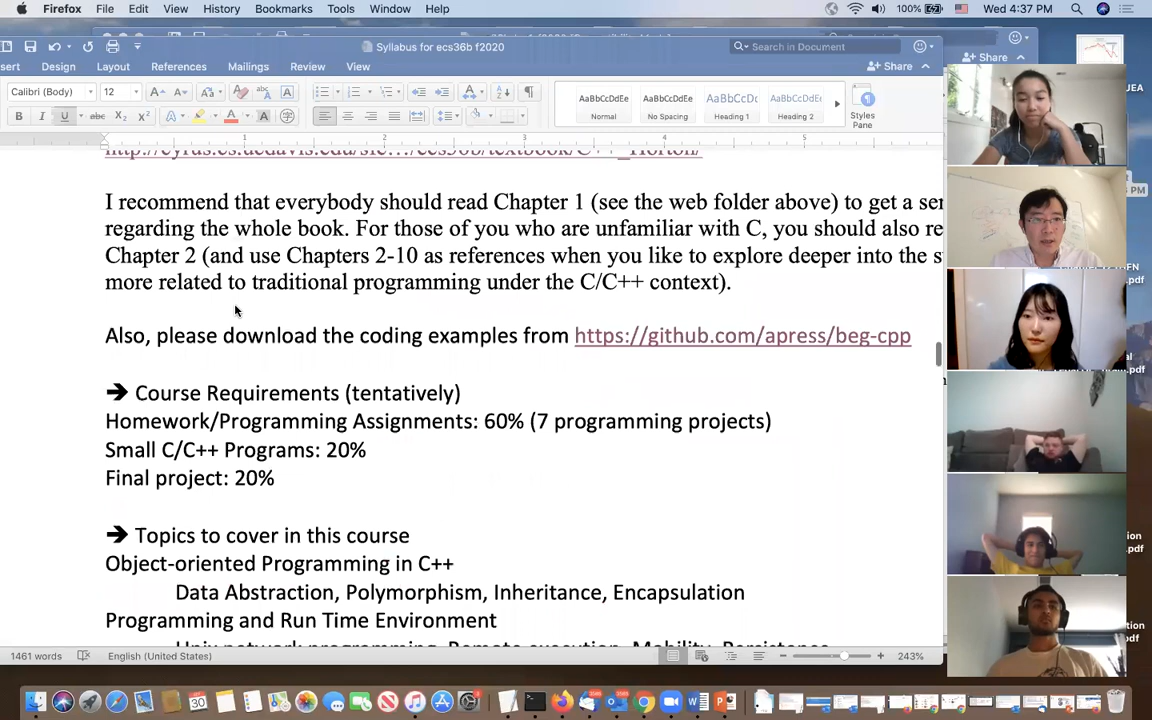 Firefox File Edit View History Bookmarks Tools Window Help 100% Wed 4:37 PM
Syllabus for ecs36b f2020 Search in Document
Share
sert Design Layout References Mailings Review View Share
Calibri (Body) 12 AaBbCcDdEe AaBbCcDdEe AaBbCcDc AaBbCcDdEe
Normal No Spacing Heading 1 Heading 2 Styles Pane
1 2 3 4 5
I recommend that everybody should read Chapter 1 (see the web folder above) to get a ser
regarding the whole book. For those of you who are unfamiliar with C, you should also re
Chapter 2 (and use Chapters 2-10 as references when you like to explore deeper into the s
more related to traditional programming under the C/C++ context).
Also, please download the coding examples from https://github.com/apress/beg-cpp
➔ Course Requirements (tentatively)
Homework/Programming Assignments: 60% (7 programming projects)
Small C/C++ Programs: 20%
Final project: 20%
➔ Topics to cover in this course
Object-oriented Programming in C++
Data Abstraction, Polymorphism, Inheritance, Encapsulation
Programming and Run Time Environment
1461 words English (United States) 243%